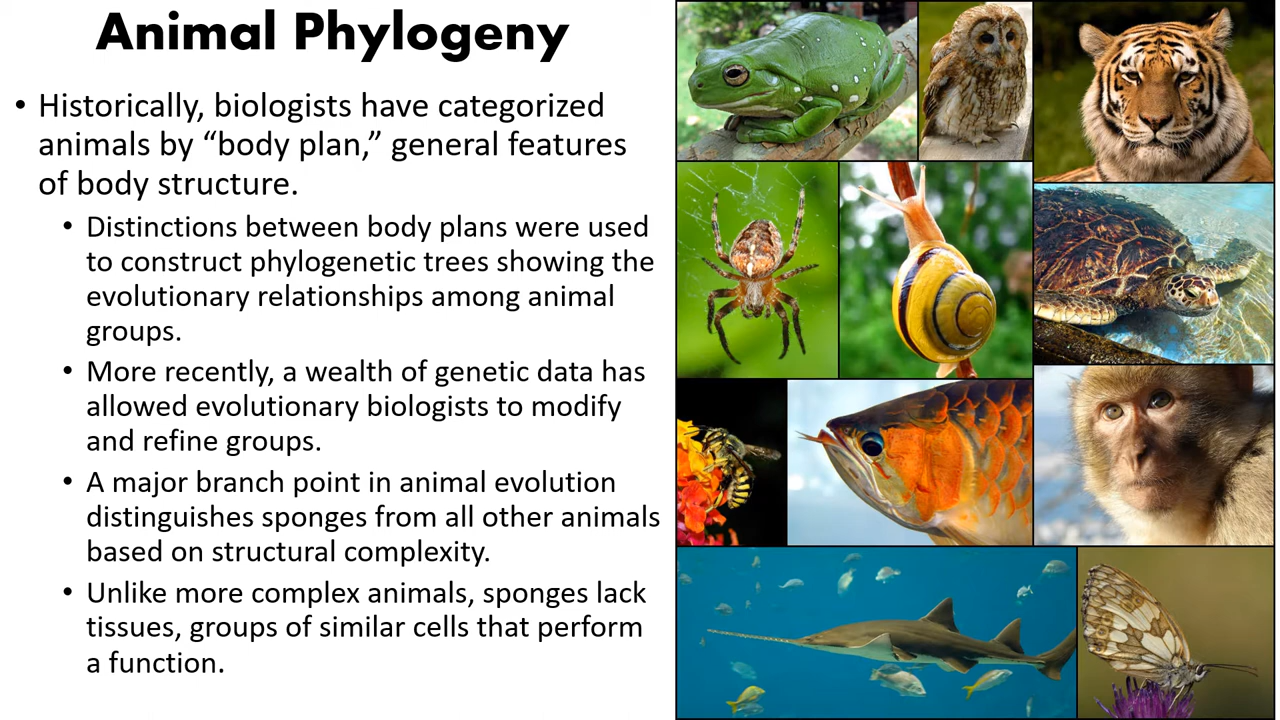 Animal Phylogeny
• Historically, biologists have categorized
animals by “body plan,” general features
of body structure.
• Distinctions between body plans were used
to construct phylogenetic trees showing the
evolutionary relationships among animal
groups.
• More recently, a wealth of genetic data has
allowed evolutionary biologists to modify
and refine groups.
• A major branch point in animal evolution
distinguishes sponges from all other animals
based on structural complexity.
• Unlike more complex animals, sponges lack
tissues, groups of similar cells that perform
a function.